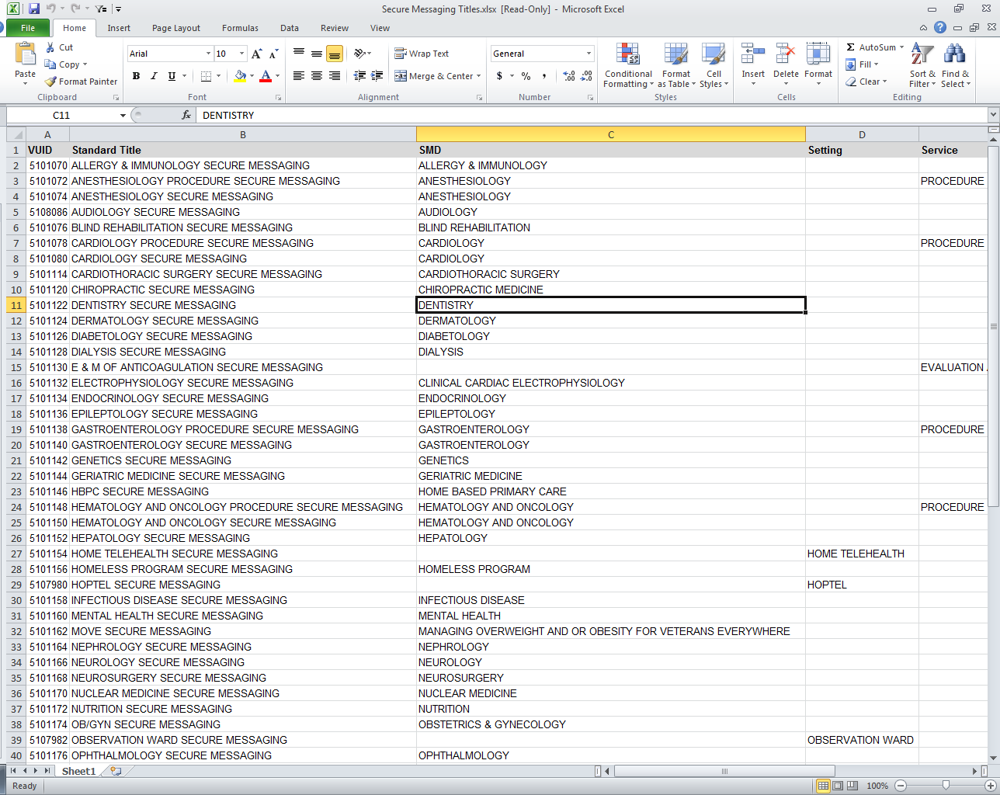 Secure Messaging Titles.xlsx [Read-Only] - Microsoft Excel
File Home Insert Page Layout Formulas Data Review View
Paste
Cut
Copy
Format Painter
Clipboard
Arial 10
B I U
Font
Wrap Text
Merge & Center
Alignment
General
$ % ,
Number
Conditional Formatting
Format as Table
Cell Styles
Styles
Insert Delete Format
Cells
AutoSum
Fill
Clear
Sort & Filter
Find & Select
Editing
C11 fx DENTISTRY
A B C D
1 VUID Standard Title SMD Setting Service
2 5101070 ALLERGY & IMMUNOLOGY SECURE MESSAGING ALLERGY & IMMUNOLOGY
3 5101072 ANESTHESIOLOGY PROCEDURE SECURE MESSAGING ANESTHESIOLOGY PROCEDURE
4 5101074 ANESTHESIOLOGY SECURE MESSAGING ANESTHESIOLOGY
5 5108086 AUDIOLOGY SECURE MESSAGING AUDIOLOGY
6 5101076 BLIND REHABILITATION SECURE MESSAGING BLIND REHABILITATION
7 5101078 CARDIOLOGY PROCEDURE SECURE MESSAGING CARDIOLOGY PROCEDURE
8 5101080 CARDIOLOGY SECURE MESSAGING CARDIOLOGY
9 5101114 CARDIOTHORACIC SURGERY SECURE MESSAGING CARDIOTHORACIC SURGERY
10 5101120 CHIROPRACTIC SECURE MESSAGING CHIROPRACTIC MEDICINE
11 5101122 DENTISTRY SECURE MESSAGING DENTISTRY
12 5101124 DERMATOLOGY SECURE MESSAGING DERMATOLOGY
13 5101126 DIABETOLOGY SECURE MESSAGING DIABETOLOGY
14 5101128 DIALYSIS SECURE MESSAGING DIALYSIS
15 5101130 E & M OF ANTICOAGULATION SECURE MESSAGING EVALUATION
16 5101132 ELECTROPHYSIOLOGY SECURE MESSAGING CLINICAL CARDIAC ELECTROPHYSIOLOGY
17 5101134 ENDOCRINOLOGY SECURE MESSAGING ENDOCRINOLOGY
18 5101136 EPILEPTOLOGY SECURE MESSAGING EPILEPTOLOGY
19 5101138 GASTROENTEROLOGY PROCEDURE SECURE MESSAGING GASTROENTEROLOGY PROCEDURE
20 5101140 GASTROENTEROLOGY SECURE MESSAGING GASTROENTEROLOGY
21 5101142 GENETICS SECURE MESSAGING GENETICS
22 5101144 GERIATRIC MEDICINE SECURE MESSAGING GERIATRIC MEDICINE
23 5101146 HBPC SECURE MESSAGING HOME BASED PRIMARY CARE
24 5101148 HEMATOLOGY AND ONCOLOGY PROCEDURE SECURE MESSAGING HEMATOLOGY AND ONCOLOGY PROCEDURE
25 5101150 HEMATOLOGY AND ONCOLOGY SECURE MESSAGING HEMATOLOGY AND ONCOLOGY
26 5101152 HEPATOLOGY SECURE MESSAGING HEPATOLOGY
27 5101154 HOME TELEHEALTH SECURE MESSAGING HOME TELEHEALTH
28 5101156 HOMELESS PROGRAM SECURE MESSAGING HOMELESS PROGRAM
29 5107980 HOPTEL SECURE MESSAGING HOPTEL
30 5101158 INFECTIOUS DISEASE SECURE MESSAGING INFECTIOUS DISEASE
31 5101160 MENTAL HEALTH SECURE MESSAGING MENTAL HEALTH
32 5101162 MOVE SECURE MESSAGING MANAGING OVERWEIGHT AND OR OBESITY FOR VETERANS EVERYWHERE
33 5101164 NEPHROLOGY SECURE MESSAGING NEPHROLOGY
34 5101166 NEUROLOGY SECURE MESSAGING NEUROLOGY
35 5101168 NEUROSURGERY SECURE MESSAGING NEUROSURGERY
36 5101170 NUCLEAR MEDICINE SECURE MESSAGING NUCLEAR MEDICINE
37 5101172 NUTRITION SECURE MESSAGING NUTRITION
38 5101174 OB/GYN SECURE MESSAGING OBSTETRICS & GYNECOLOGY
39 5107982 OBSERVATION WARD SECURE MESSAGING OBSERVATION WARD
40 5101176 OPHTHALMOLOGY SECURE MESSAGING OPHTHALMOLOGY
Sheet1
Ready 100%